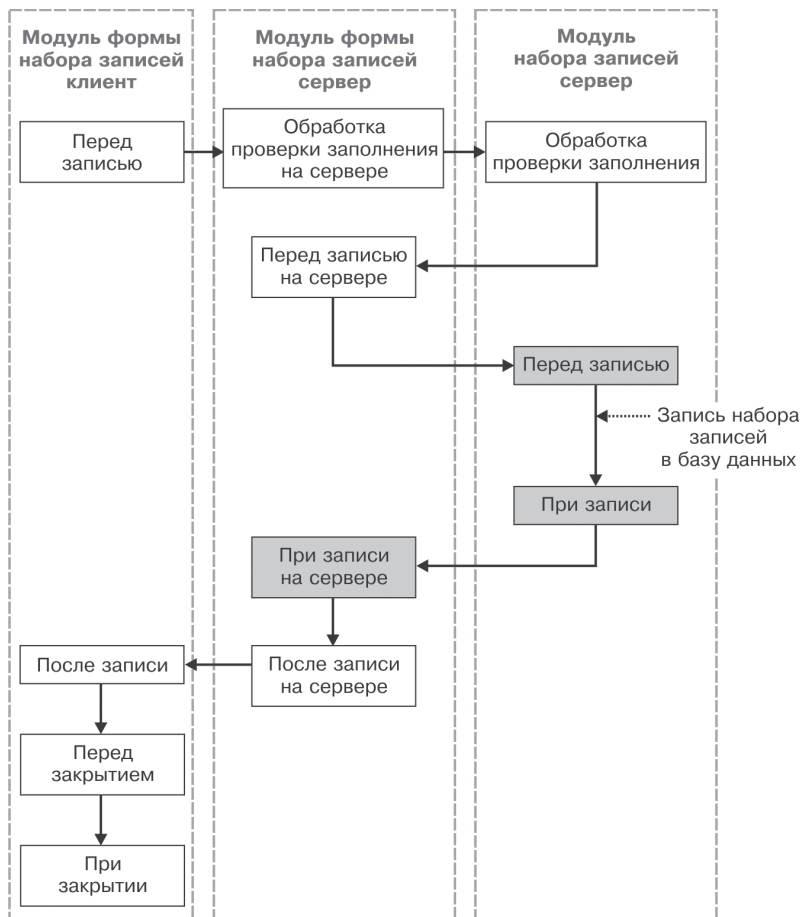 Модуль формы
набора записей
клиент
Модуль формы
набора записей
сервер
Модуль
набора записей
сервер
Перед
записью
Обработка
проверки заполнения
на сервере
Обработка
проверки заполнения
Перед записью
на сервере
Перед записью
Запись набора
записей
в базу данных
При записи
При записи
на сервере
После записи
После записи
на сервере
Перед
закрытием
При
закрытии